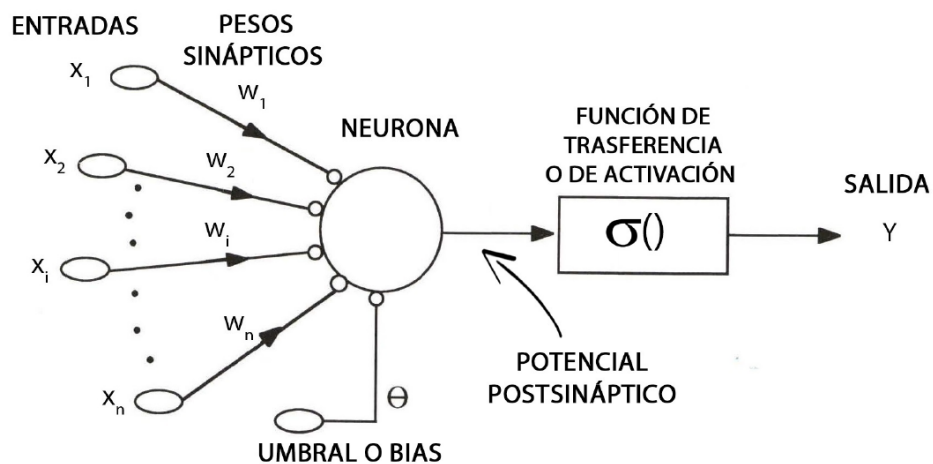 ENTRADAS
PESOS
SINÁPTICOS
x1
w1
NEURONA
FUNCIÓN DE
TRASFERENCIA
O DE ACTIVACIÓN
x2
w2
σ()
SALIDA
Y
xi
wi
xn
wn
θ
UMBRAL O BIAS
POTENCIAL
POSTSINÁPTICO